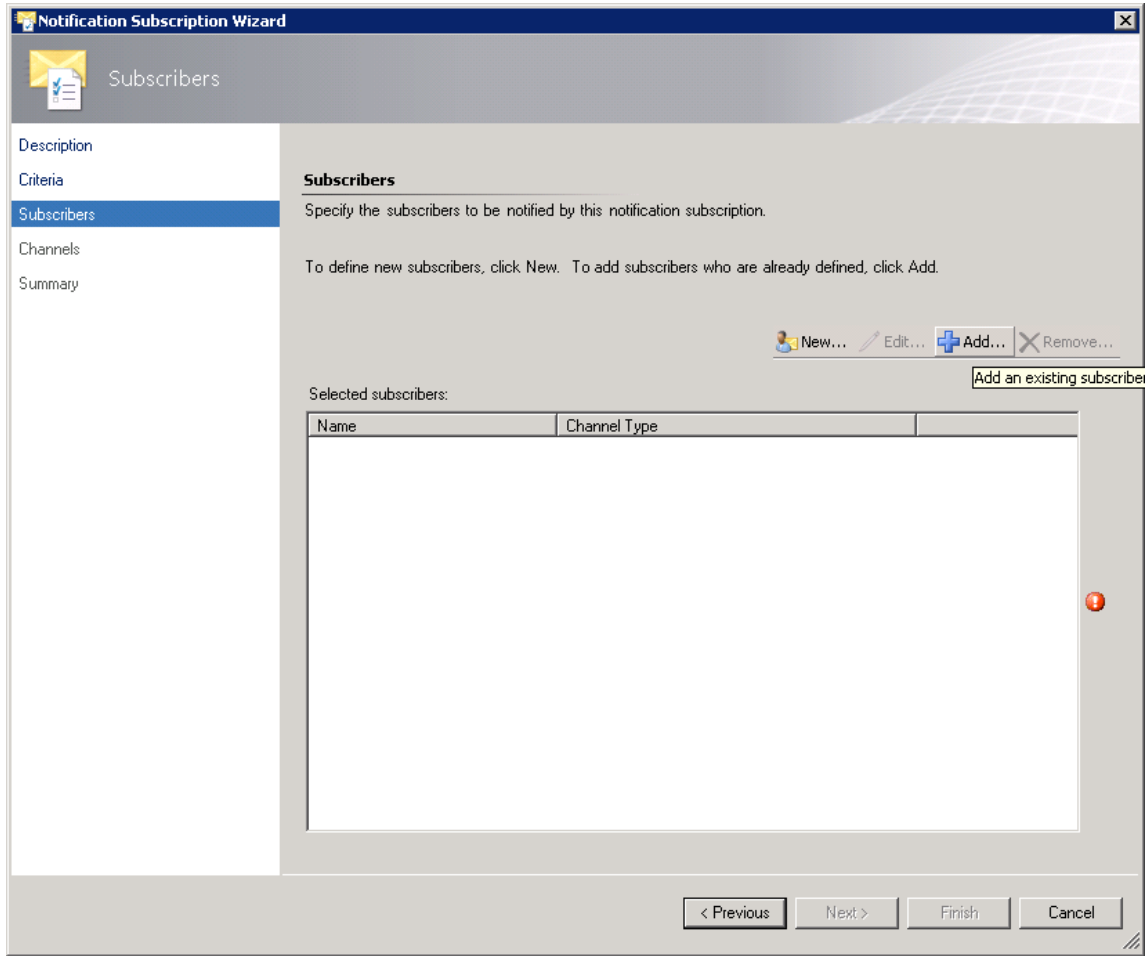 Notification Subscription Wizard
Subscribers
Description
Criteria
Subscribers
Channels
Summary
Subscribers
Specify the subscribers to be notified by this notification subscription.
To define new subscribers, click New.  To add subscribers who are already defined, click Add.
New... Edit... Add... Remove...
Add an existing subscriber
Selected subscribers:
Name Channel Type
< Previous Next > Finish Cancel